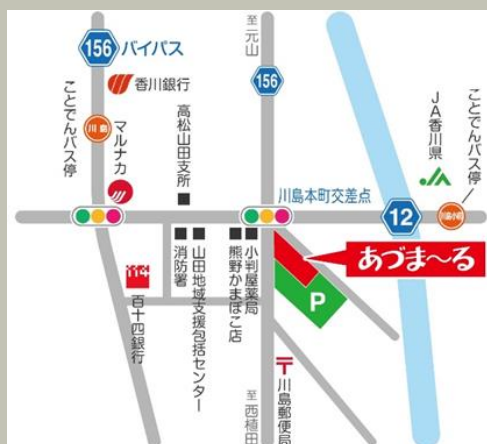 156 バイパス
香川銀行
ことでんバス停
川島
マルナカ
高松山田支所
至元山
156
JA香川県
ことでんバス停
川島本町交差点
12
あづま〜る
P
消防署
山田地域支援包括センター
熊野かまぼこ店
小判屋薬局
114
百十四銀行
至西植田
川島郵便局